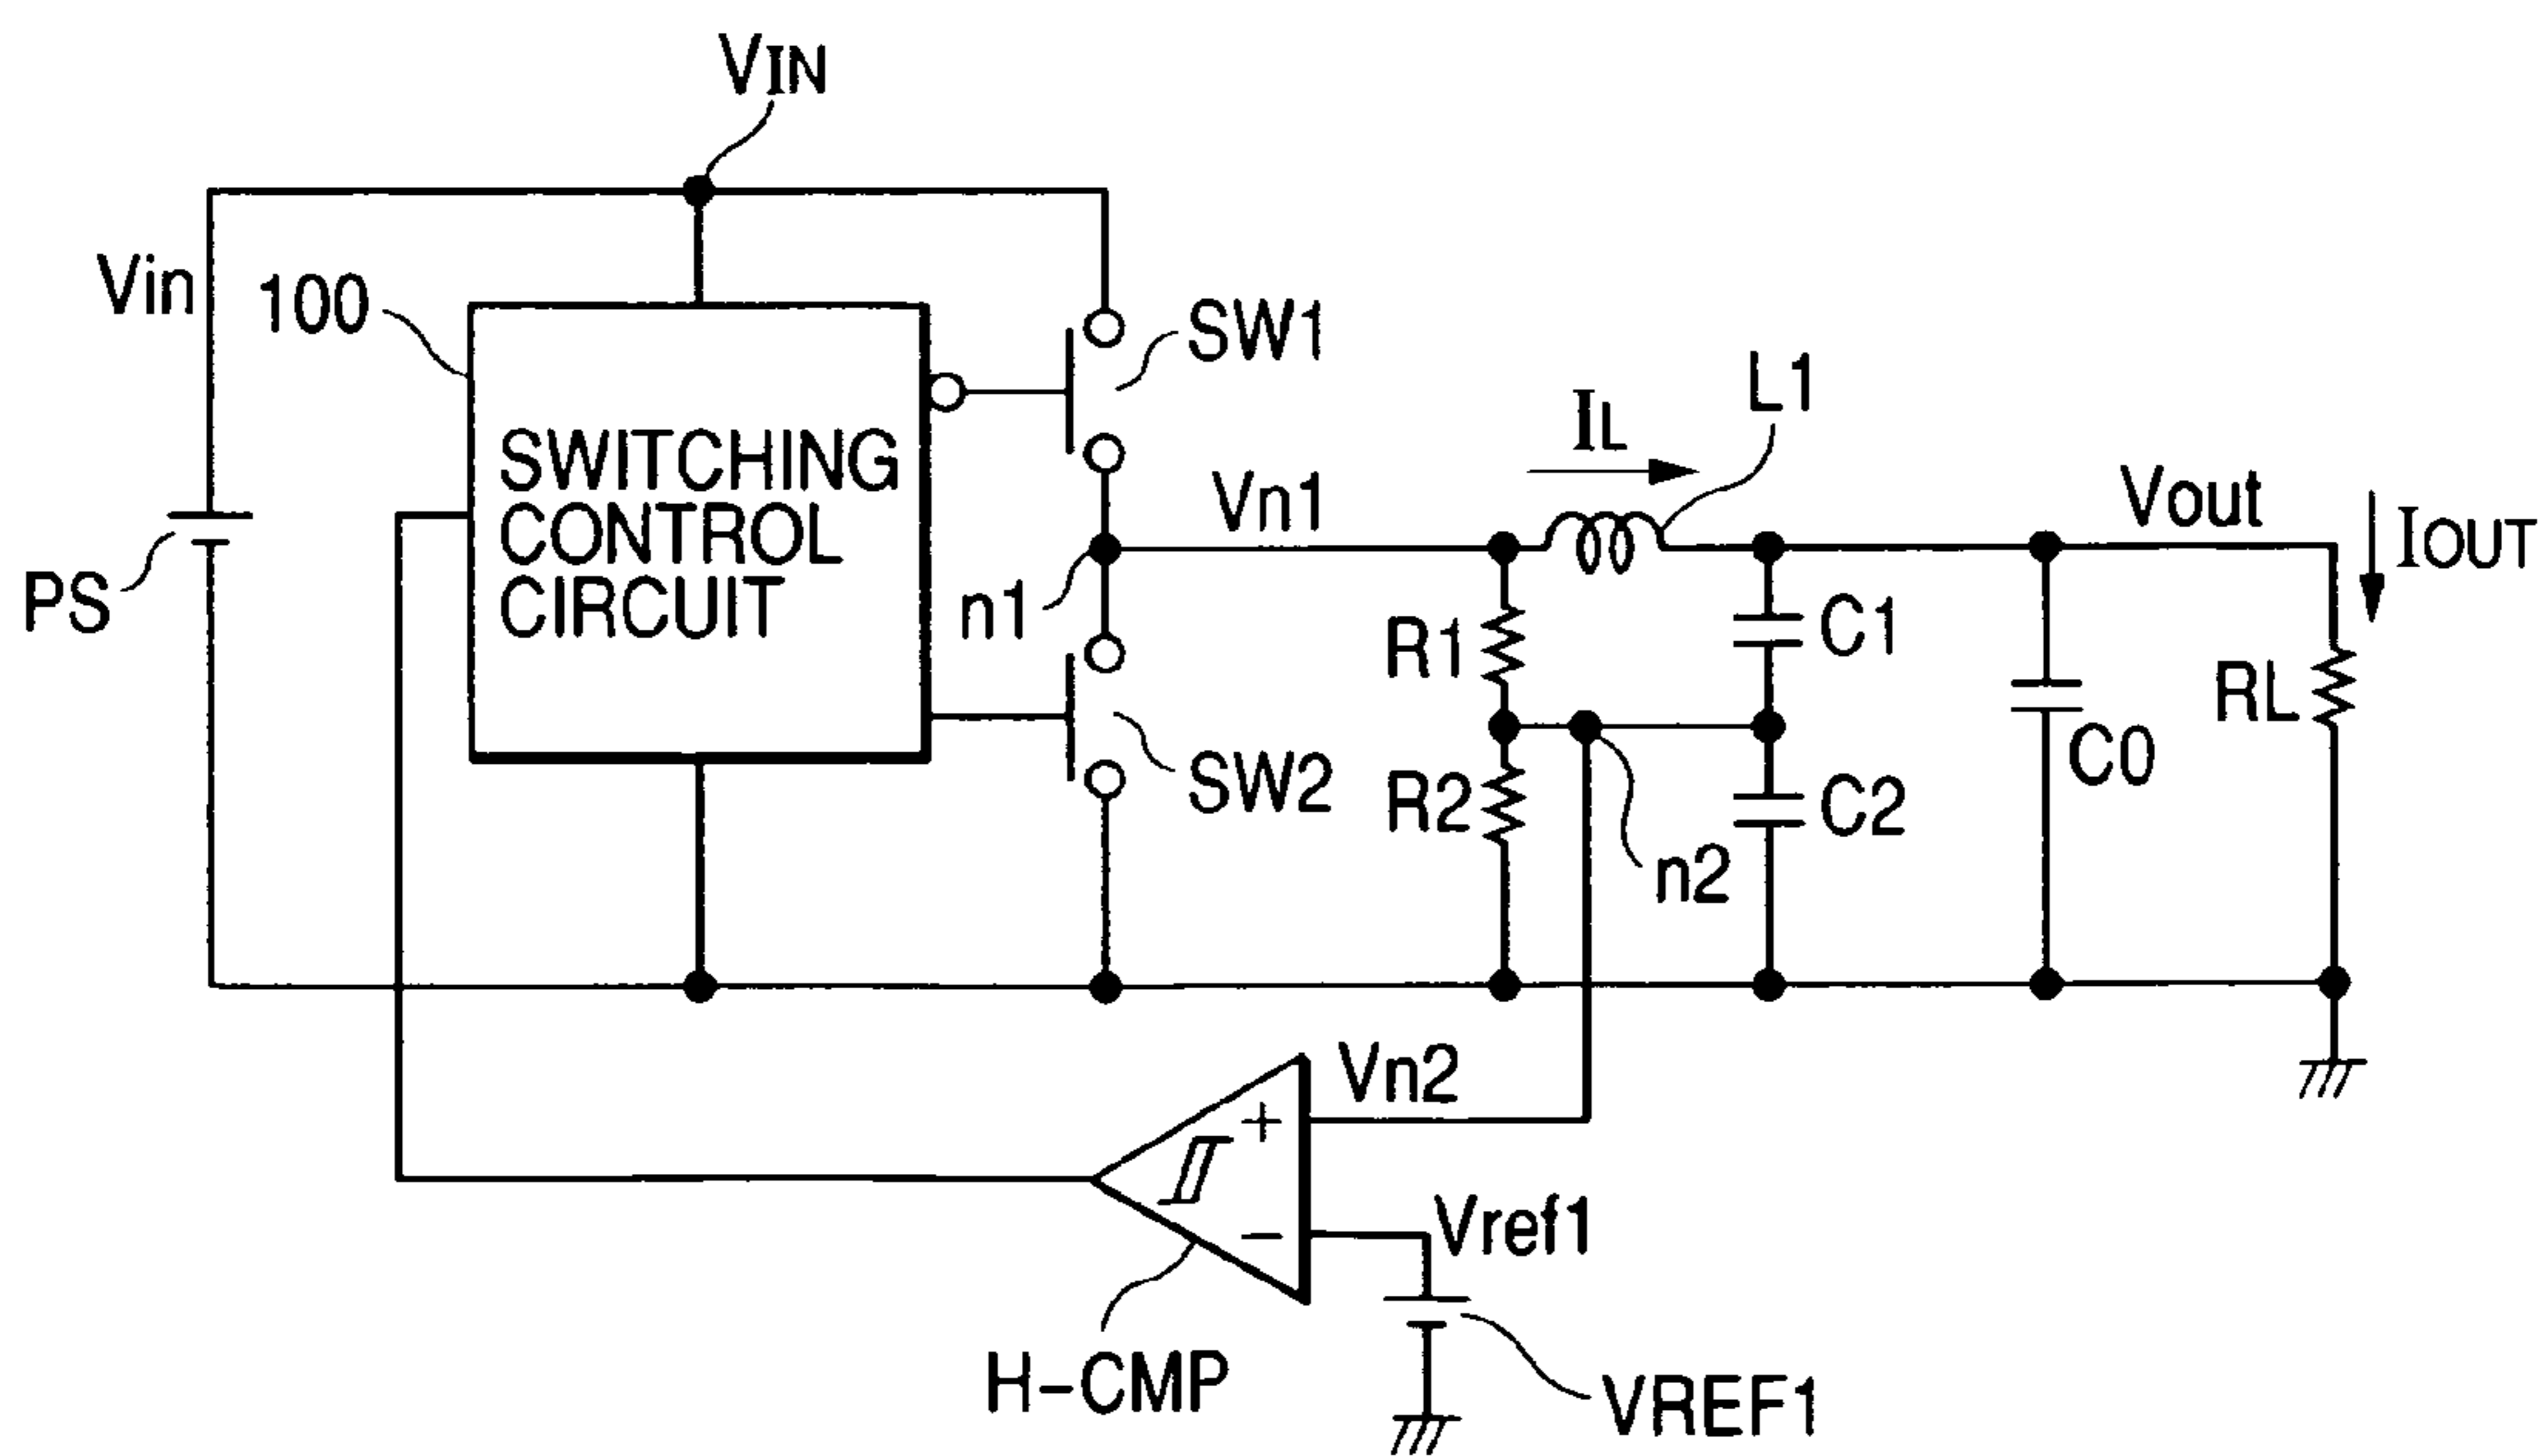 VIN
Vin
100
SW1
L1
IL
SWITCHING
CONTROL
CIRCUIT
Vn1
Vout
IOUT
PS
n1
R1
C1
RL
C0
SW2
R2
C2
n2
Vn2
+
−
Vref1
H-CMP
VREF1